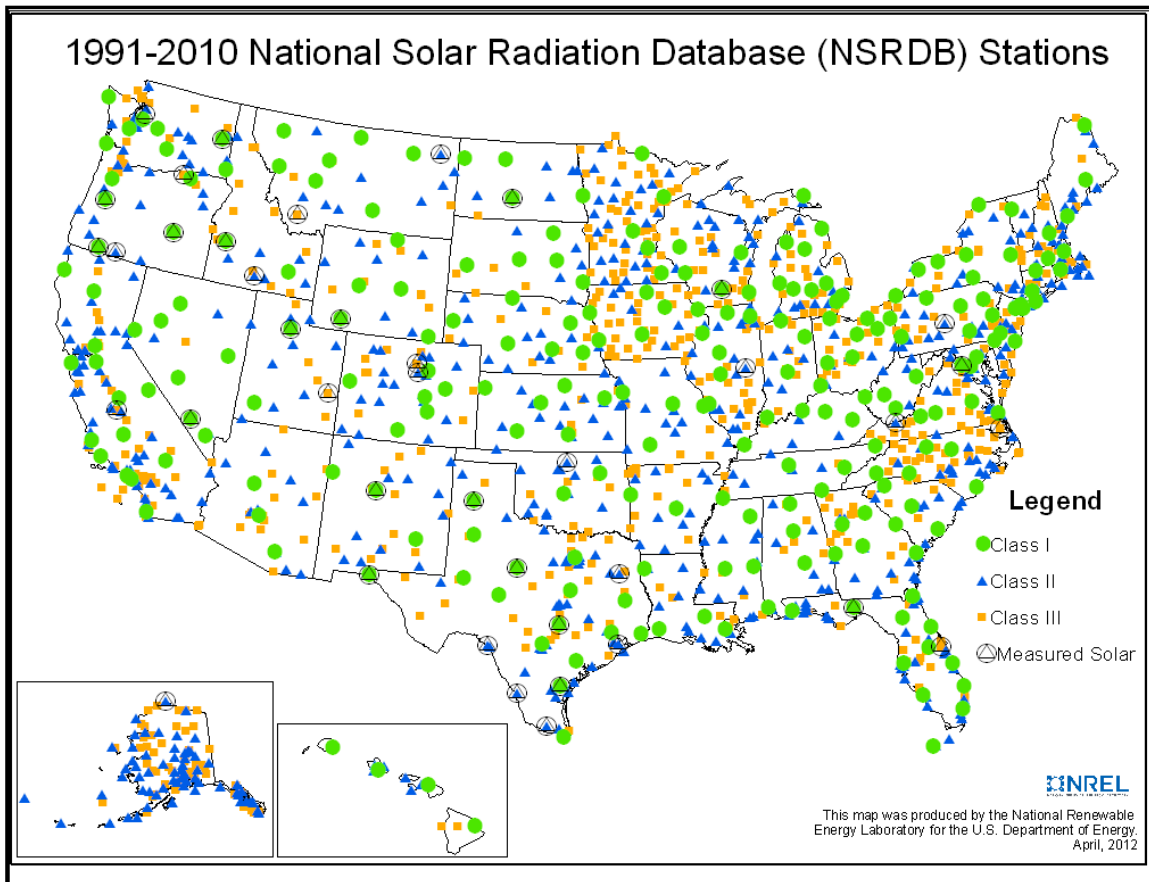 1991-2010 National Solar Radiation Database (NSRDB) Stations
Legend
Class I
Class II
Class III
Measured Solar
NREL
This map was produced by the National Renewable
Energy Laboratory for the U.S. Department of Energy.
April, 2012